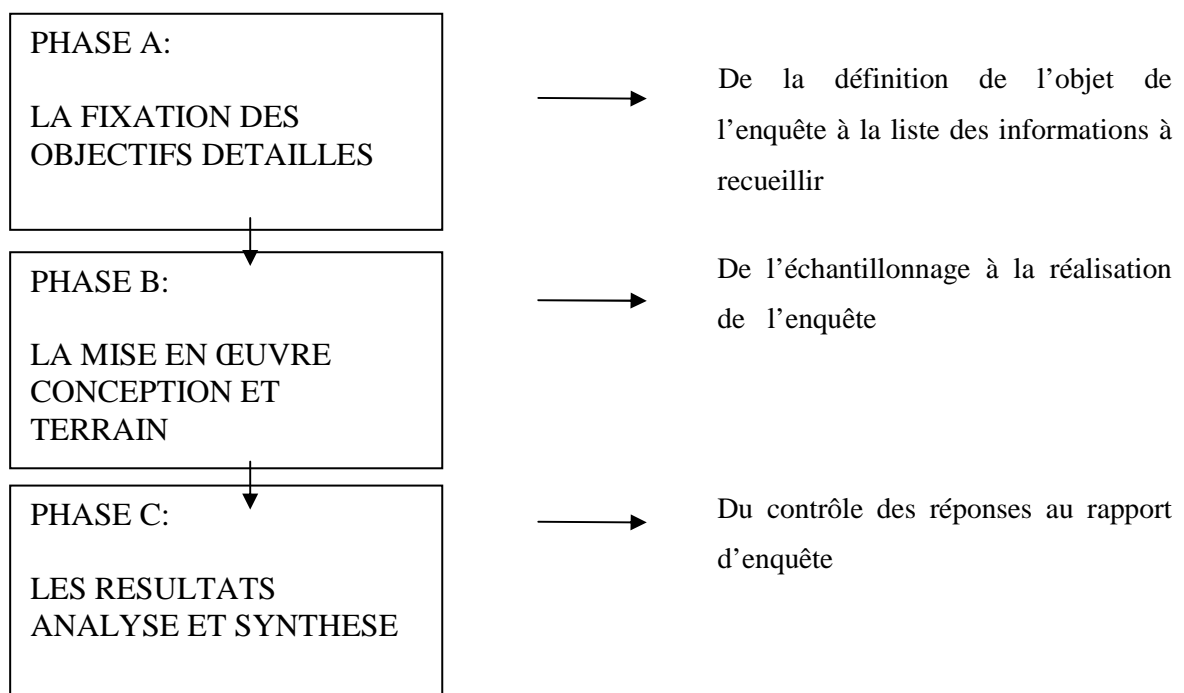 PHASE A:
LA FIXATION DES
OBJECTIFS DETAILLES
De la définition de l’objet de
l’enquête à la liste des informations à
recueillir
PHASE B:
LA MISE EN ŒUVRE
CONCEPTION ET
TERRAIN
De l’échantillonnage à la réalisation
de l’enquête
PHASE C:
LES RESULTATS
ANALYSE ET SYNTHESE
Du contrôle des réponses au rapport
d’enquête